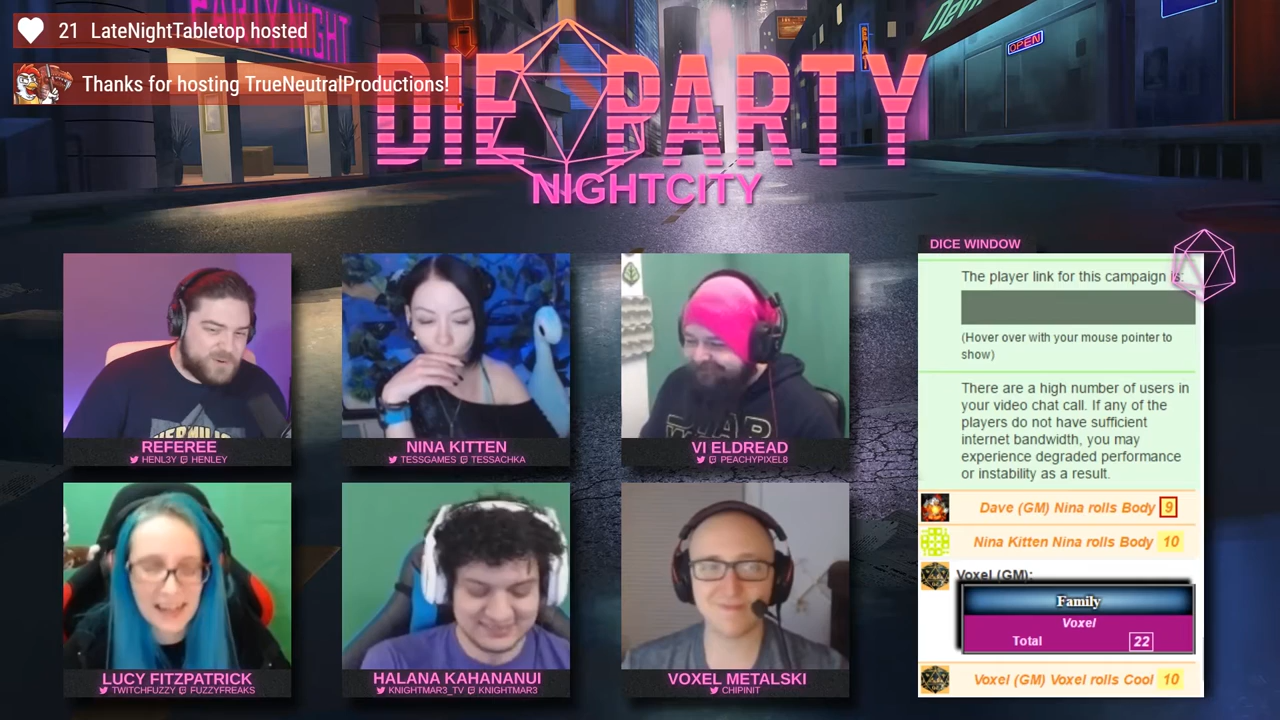 21 LateNightTabletop hosted
Thanks for hosting TrueNeutralProductions!
DIE PARTY
NIGHTCITY
OPEN
DICE WINDOW
The player link for this campaign is:
(Hover over with your mouse pointer to
show)
There are a high number of users in
your video chat call. If any of the
players do not have sufficient
internet bandwidth, you may
experience degraded performance
or instability as a result.
Dave (GM) Nina rolls Body 9
Nina Kitten Nina rolls Body 10
Voxel (GM):
Family
Voxel
Total 22
Voxel (GM) Voxel rolls Cool 10
REFEREE
HENL3Y HENLEY
NINA KITTEN
TESSGAMES TESSACHKA
VI ELDREAD
PEACHYPIXEL8
LUCY FITZPATRICK
TWITCHFUZZY FUZZYFREAKS
HALANA KAHANANUI
KNIGHTMAR3_TV KNIGHTMAR3
VOXEL METALSKI
CHIPINIT